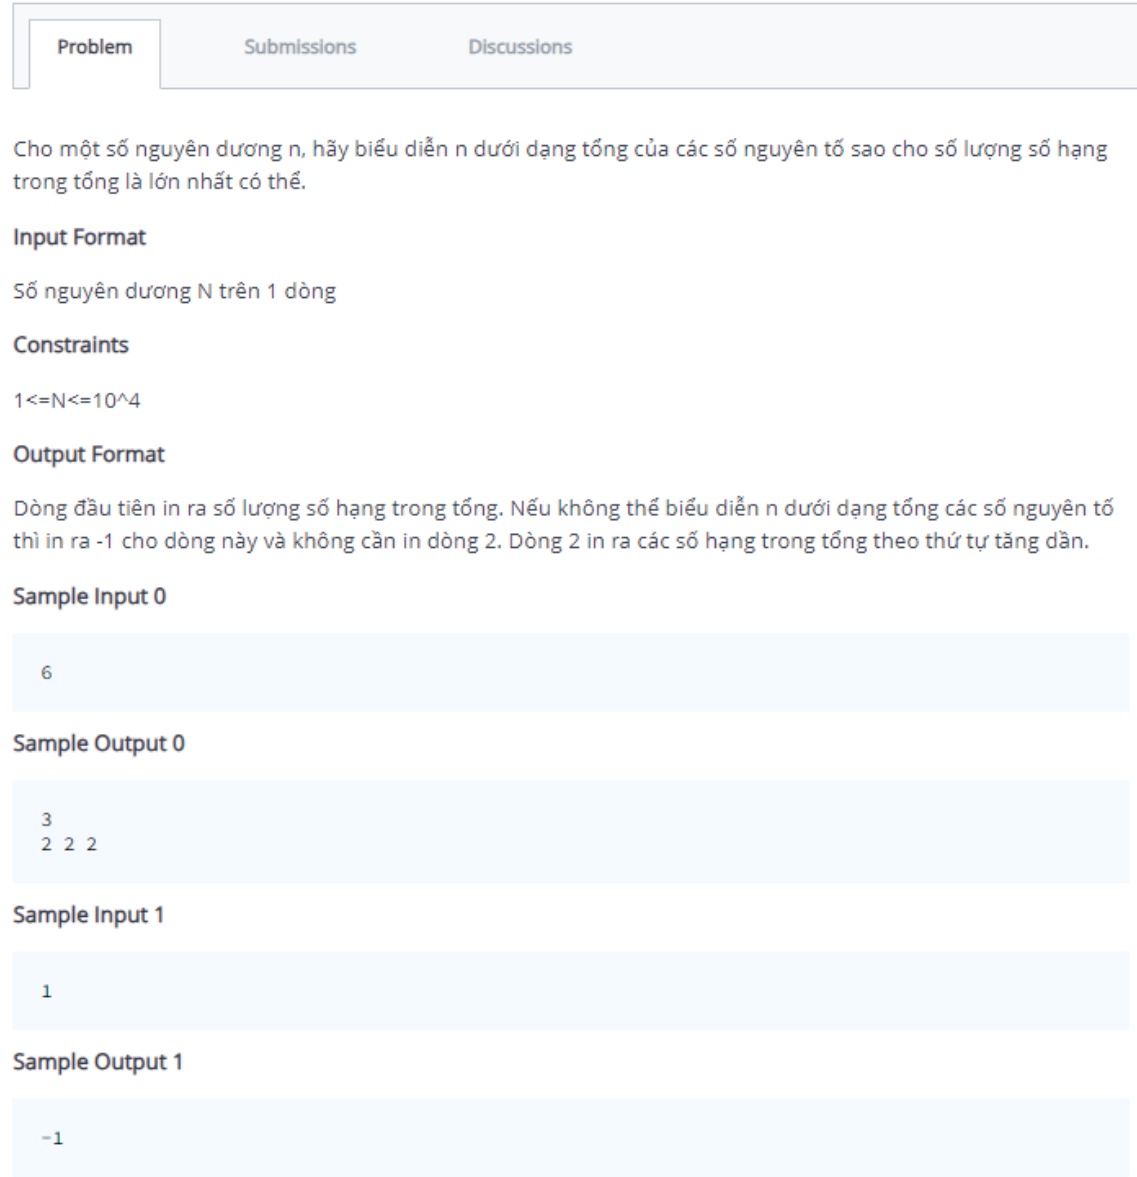 Problem Submissions Discussions
Cho một số nguyên dương n, hãy biểu diễn n dưới dạng tổng của các số nguyên tố sao cho số lượng số hạng
trong tổng là lớn nhất có thể.
Input Format
Số nguyên dương N trên 1 dòng
Constraints
1<=N<=10^4
Output Format
Dòng đầu tiên in ra số lượng số hạng trong tổng. Nếu không thể biểu diễn n dưới dạng tổng các số nguyên tố
thì in ra -1 cho dòng này và không cần in dòng 2. Dòng 2 in ra các số hạng trong tổng theo thứ tự tăng dần.
Sample Input 0
6
Sample Output 0
3
2 2 2
Sample Input 1
1
Sample Output 1
-1